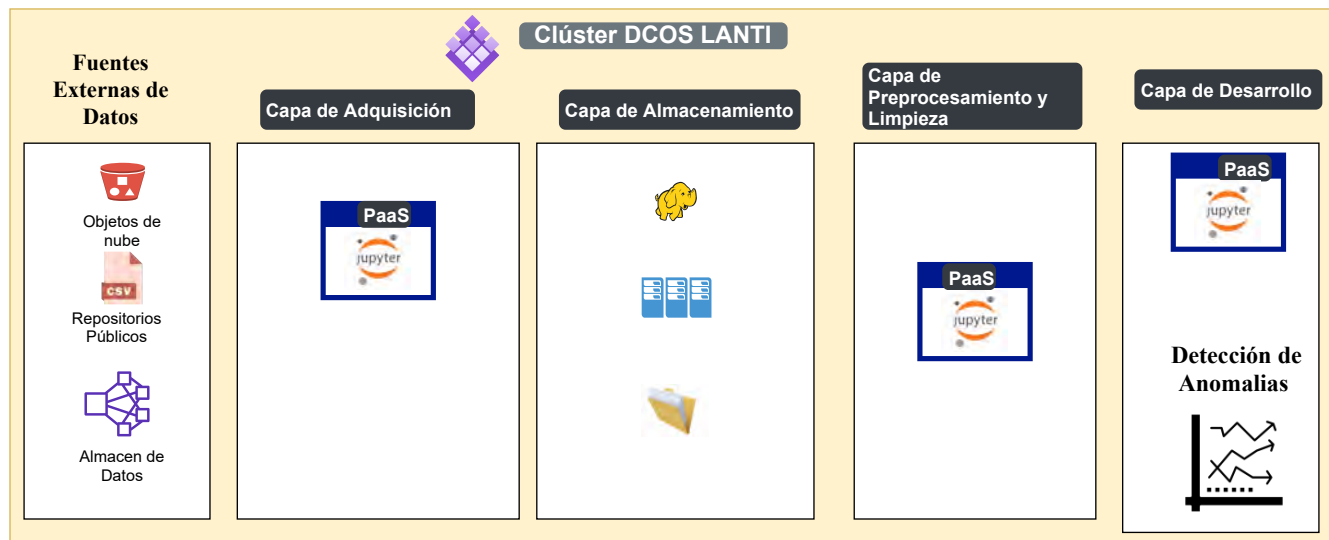 Clúster DCOS LANTI
Fuentes
Externas de
Datos
Capa de Adquisición
Capa de Almacenamiento
Capa de
Preprocesamiento y
Limpieza
Capa de Desarrollo
Objetos de
nube
CSV
Repositorios
Públicos
Almacen de
Datos
PaaS
jupyter
PaaS
jupyter
PaaS
jupyter
Detección de
Anomalias